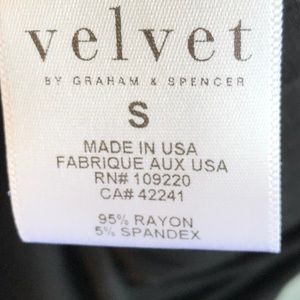 velvet
BY GRAHAM & SPENCER
S
MADE IN USA
FABRIQUE AUX USA
RN# 109220
CA# 42241
95% RAYON
5% SPANDEX